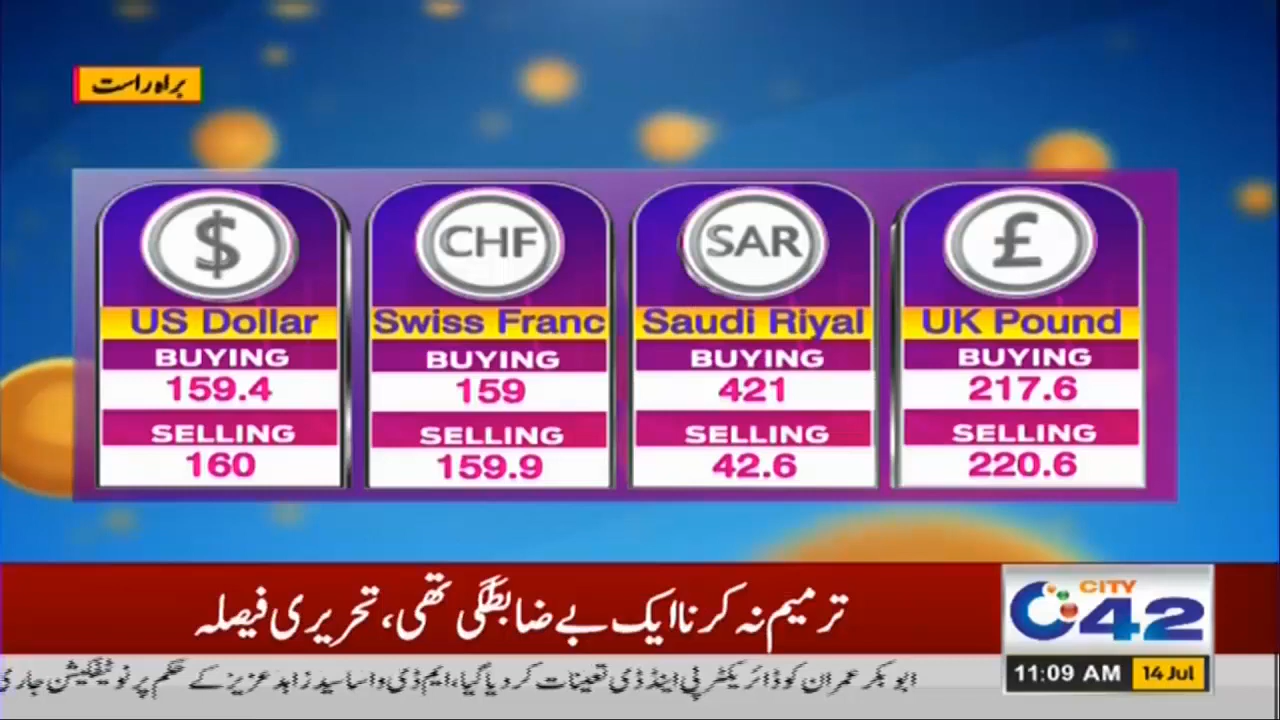 براہ راست
$
CHF
SAR
£
US Dollar
Swiss Franc
Saudi Riyal
UK Pound
BUYING
BUYING
BUYING
BUYING
159.4
159
421
217.6
SELLING
SELLING
SELLING
SELLING
160
159.9
42.6
220.6
ترمیم نہ کرنا ایک بے ضابطگی تھی، تحریری فیصلہ
CITY
42
ابوبکر عمران کو ڈائریکٹر پی اینڈ ڈی تعینات کر دیا گیا، ایم ڈی واسا سید زاہد عزیز کے حکم پر نوٹیفکیشن جاری
11:09 AM
14 Jul